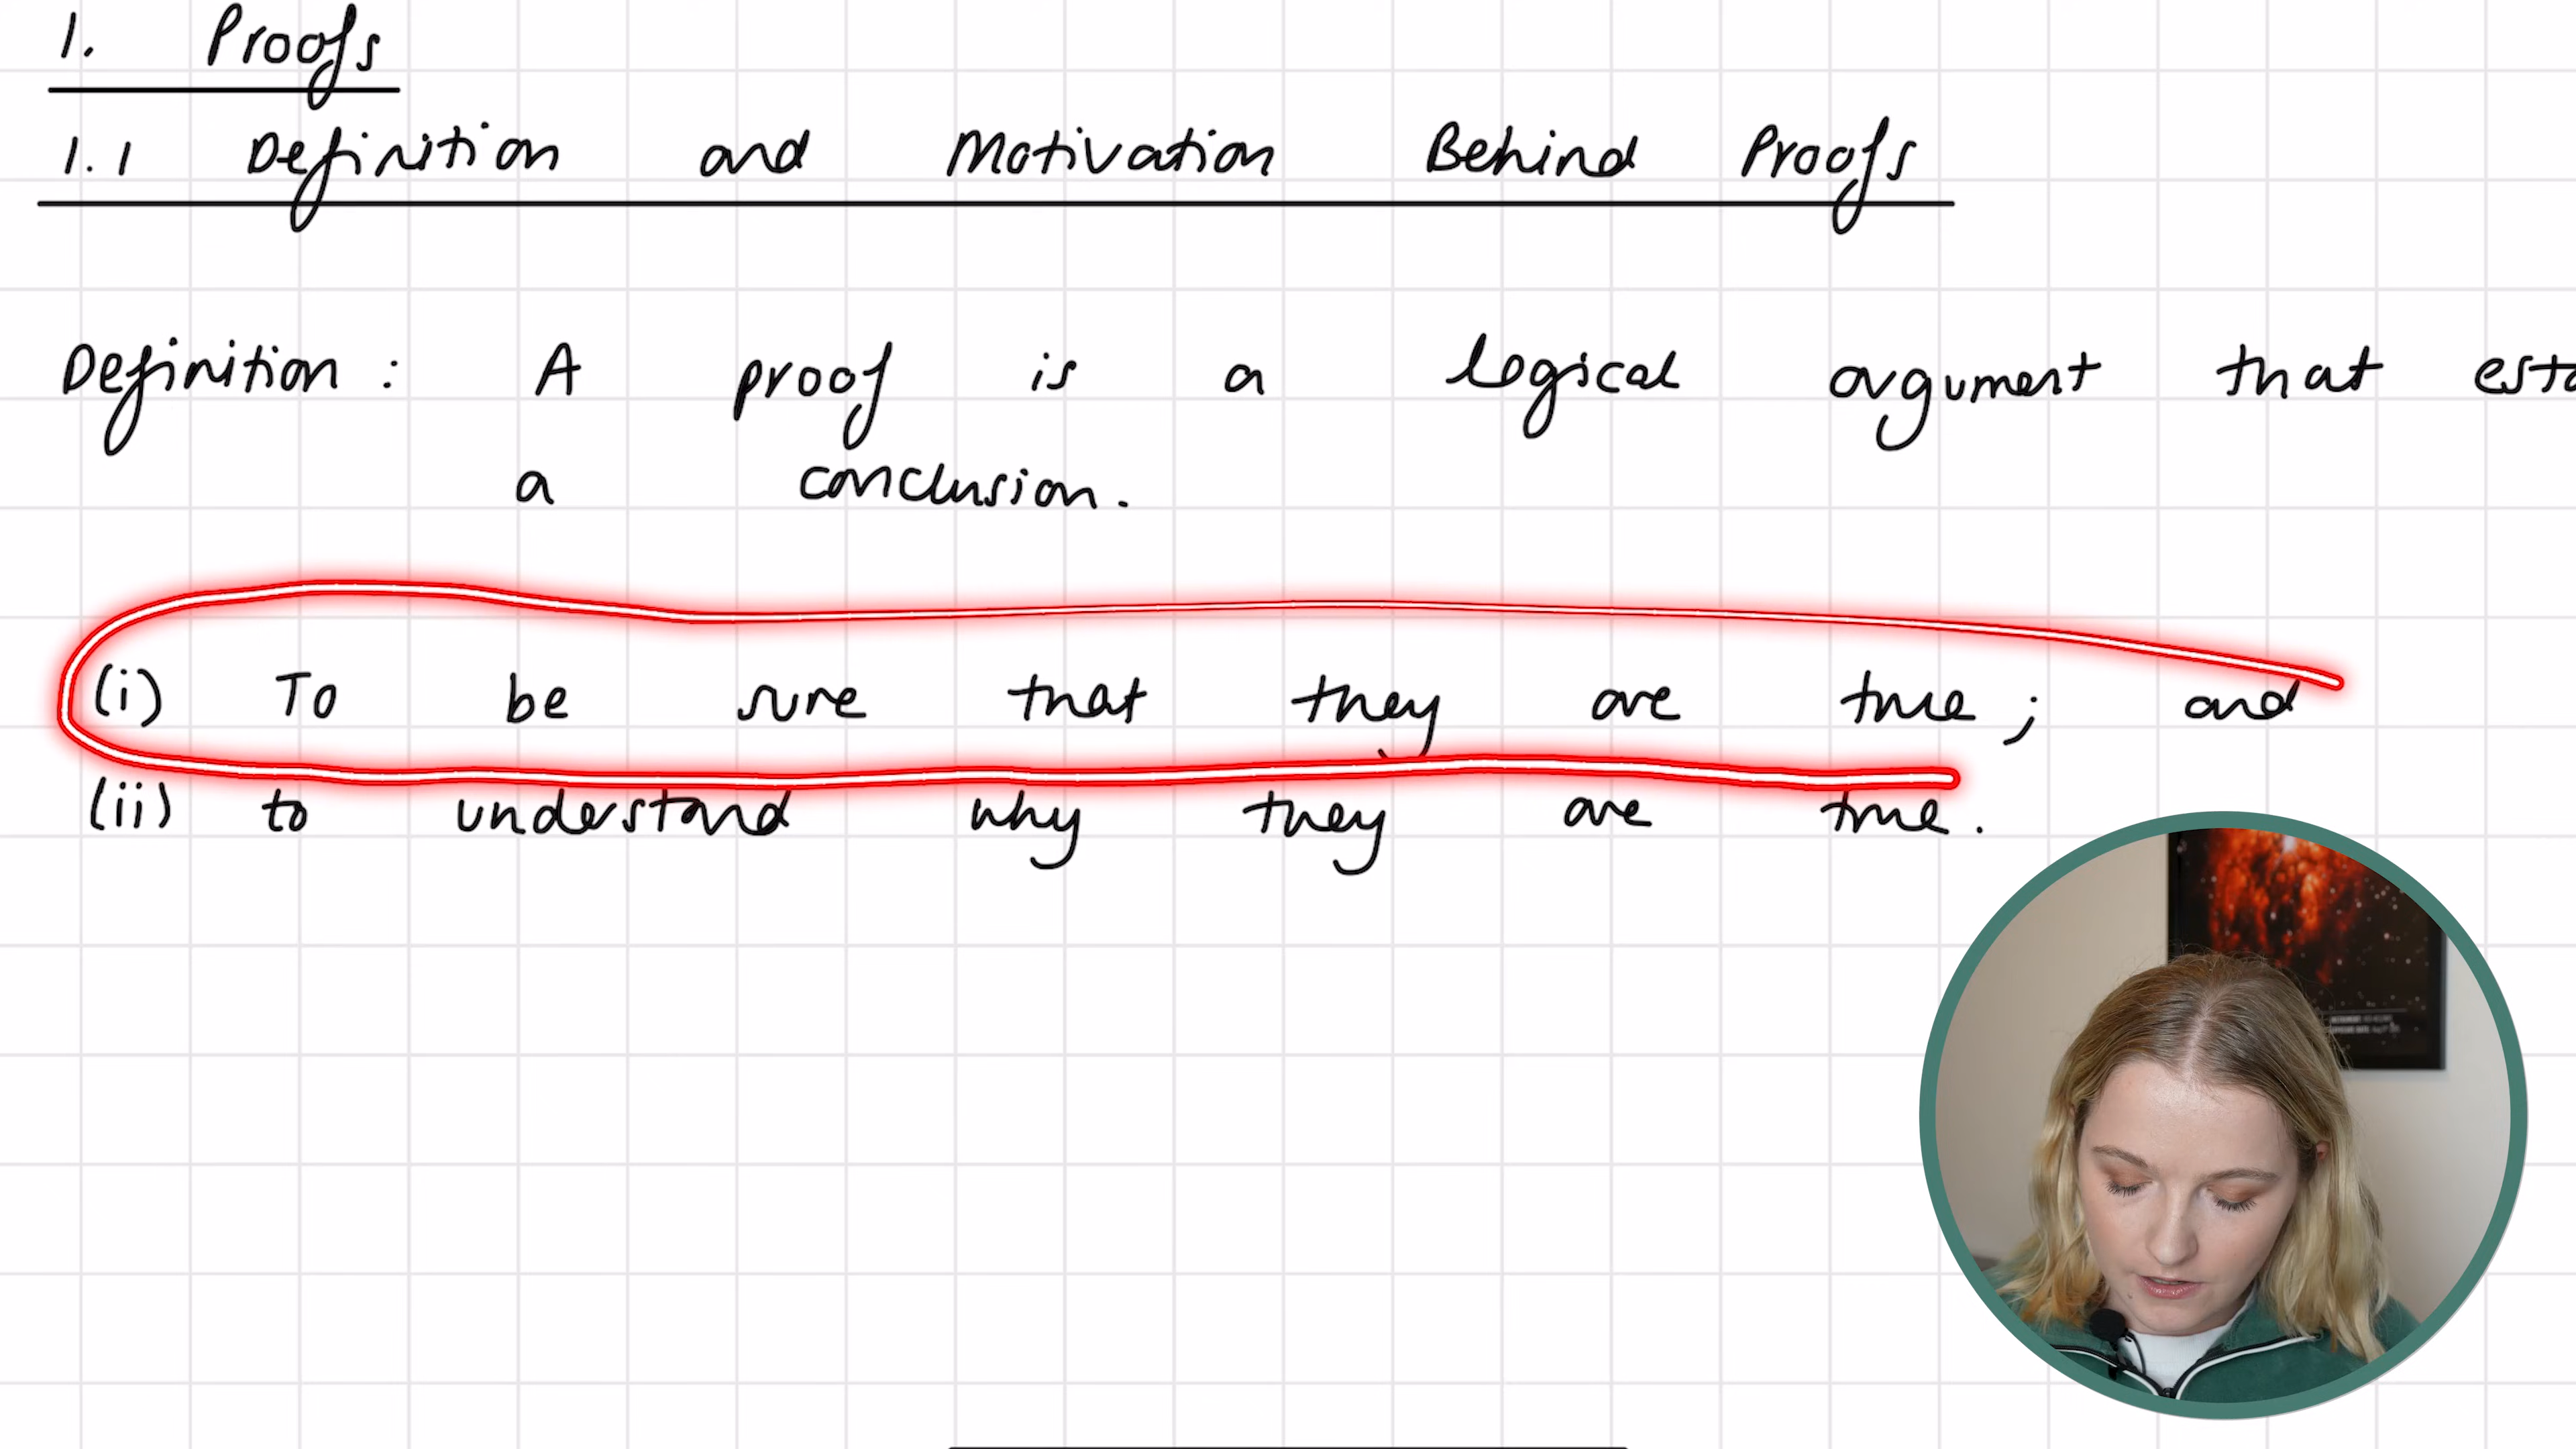 1. Proofs
1.1 Definition and Motivation Behind Proofs
Definition: A proof is a logical argument that
a conclusion.
(i) To be sure that they are true; and
(ii) to understand why they are true.